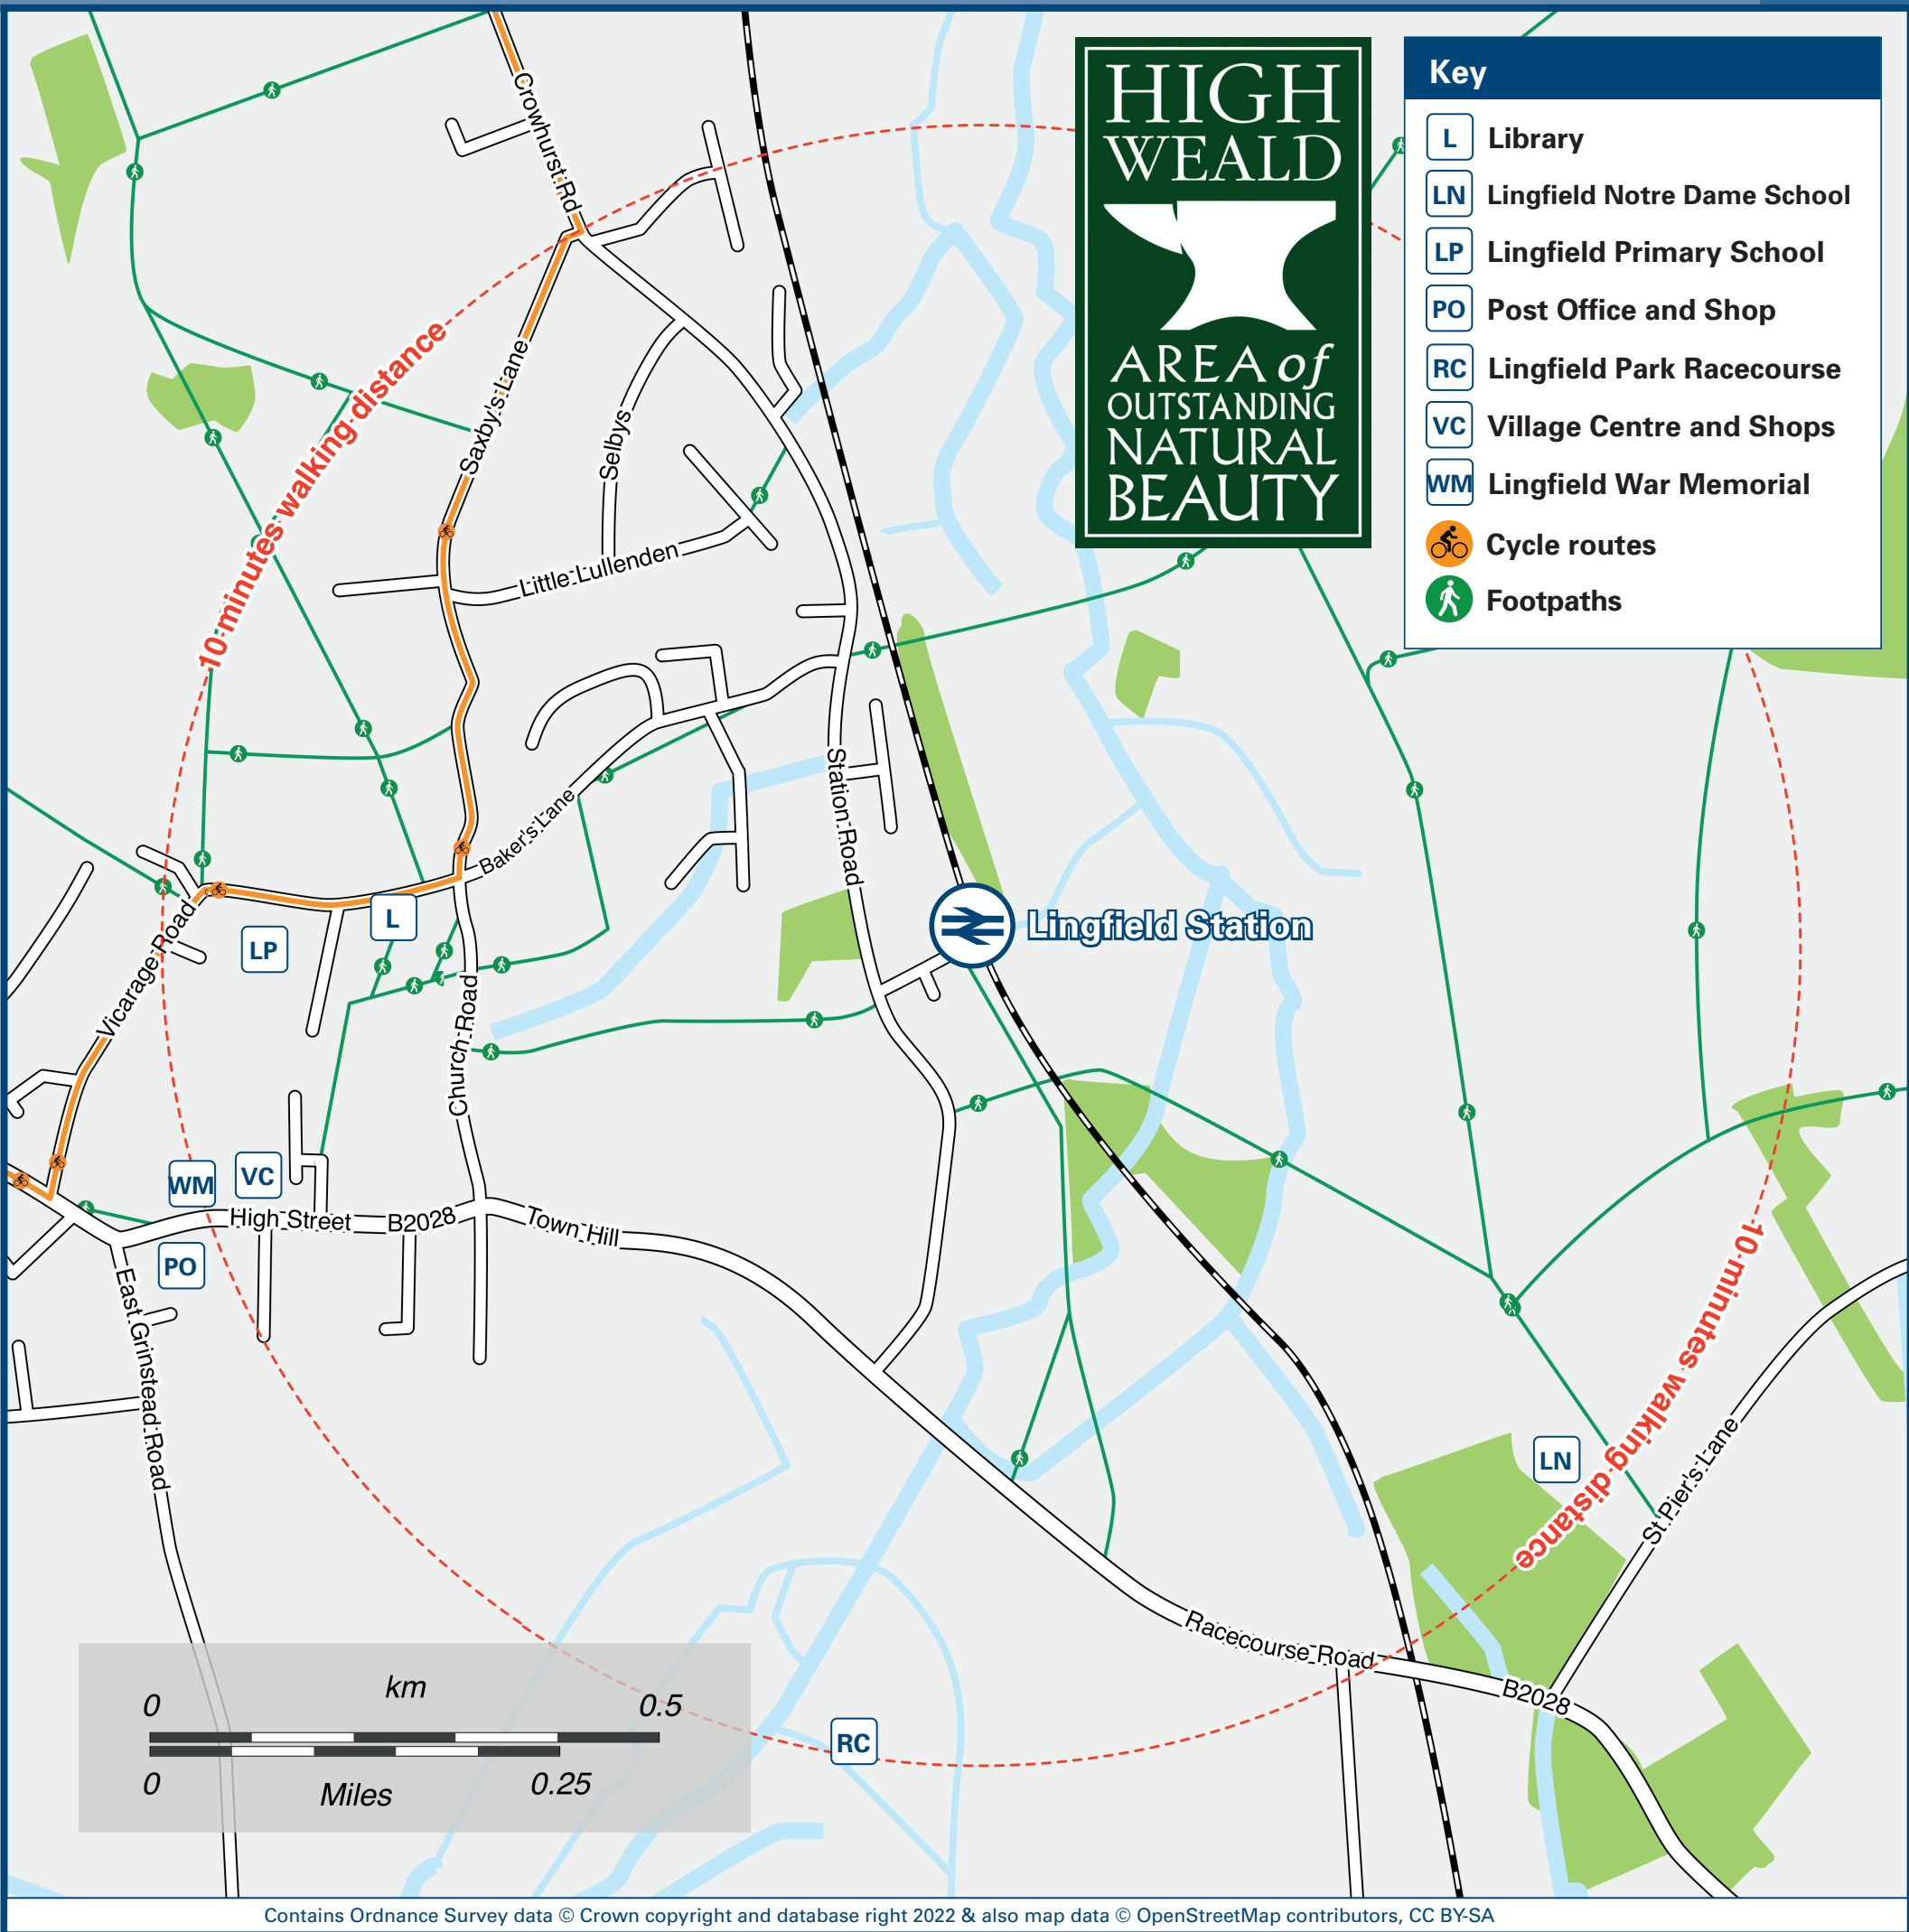 HIGH
WEALD
AREA of
OUTSTANDING
NATURAL
BEAUTY
Key
L Library
LN Lingfield Notre Dame School
LP Lingfield Primary School
PO Post Office and Shop
RC Lingfield Park Racecourse
VC Village Centre and Shops
WM Lingfield War Memorial
Cycle routes
Footpaths
Crowhurst Rd
10 minutes walking distance
Saxby's Lane
Selbys
Little Lullenden
Station Road
Baker's Lane
L
LP
Lingfield Station
Vicarage Road
Church Road
WM
VC
High Street
B2028
Town Hill
PO
East Grinstead Road
10 minutes walking distance
LN
St Pier's Lane
Racecourse Road
B2028
RC
km
0 0.5
0 0.25
Miles
Contains Ordnance Survey data © Crown copyright and database right 2022 & also map data © OpenStreetMap contributors, CC BY-SA